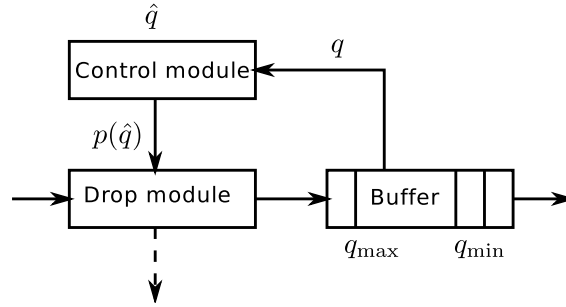 q̂
q
Control module
p(q̂)
Drop module
Buffer
q_max
q_min